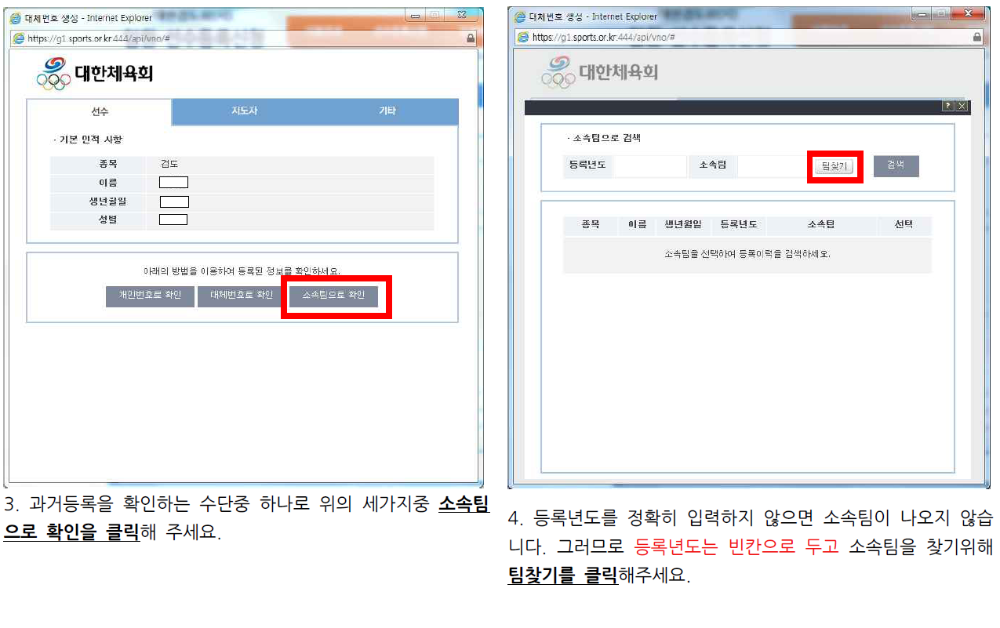 대체번호 생성 - Internet Explorer
https://g1.sports.or.kr:444/api/vno/#
대한체육회
선수 지도자 기타
· 기본 인적 사항
종목 검도
이름
생년월일
성별
아래의 방법을 이용하여 등록된 정보를 확인하세요.
개인번호로 확인 대체번호로 확인 소속팀으로 확인
3. 과거등록을 확인하는 수단중 하나로 위의 세가지중 소속팀
으로 확인을 클릭해 주세요.
대체번호 생성 - Internet Explorer
https://g1.sports.or.kr:444/api/vno/#
대한체육회
? X
· 소속팀으로 검색
등록년도 소속팀 팀찾기 검색
종목 이름 생년월일 등록년도 소속팀 선택
소속팀을 선택하여 등록이력을 검색하세요.
4. 등록년도를 정확히 입력하지 않으면 소속팀이 나오지 않습
니다. 그러므로 등록년도는 빈칸으로 두고 소속팀을 찾기위해
팀찾기를 클릭해주세요.